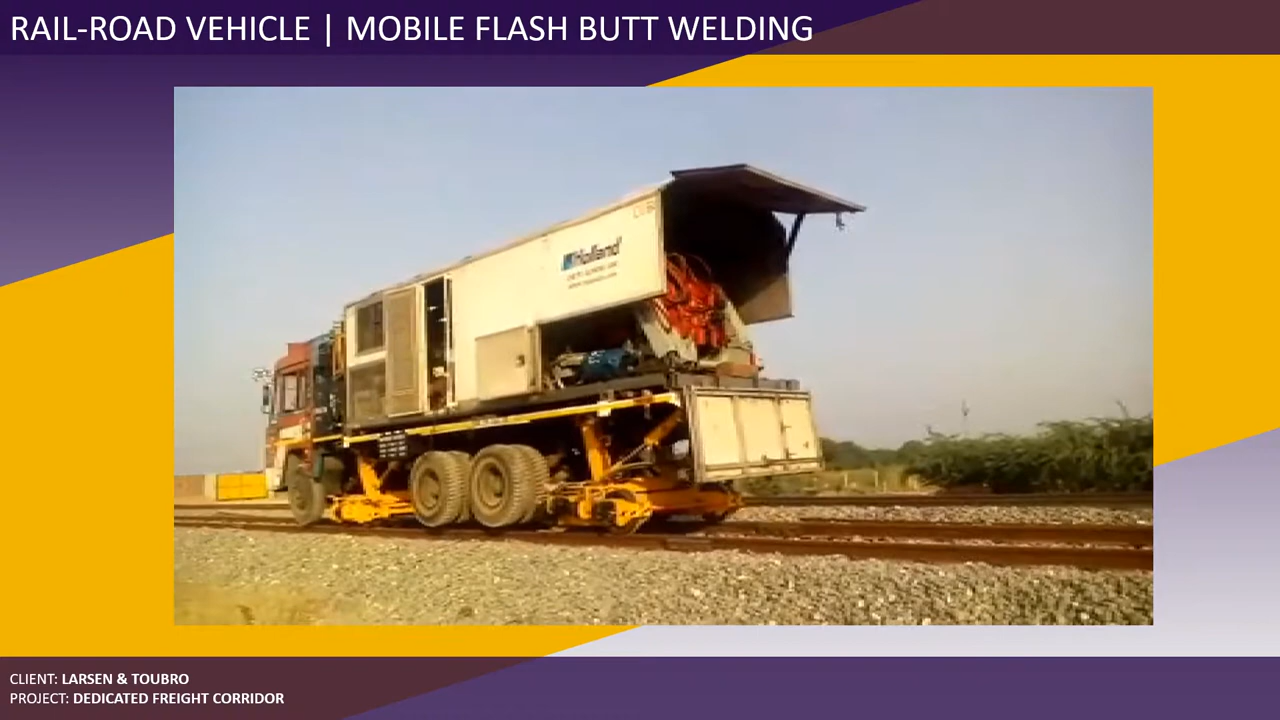 RAIL-ROAD VEHICLE | MOBILE FLASH BUTT WELDING
Holland
CLIENT: LARSEN & TOUBRO
PROJECT: DEDICATED FREIGHT CORRIDOR